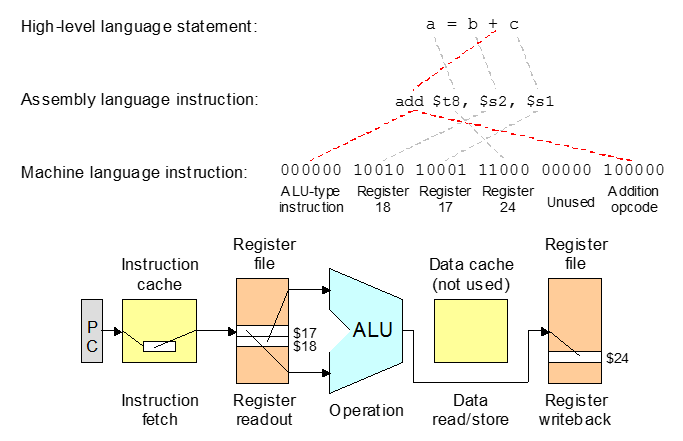 High-level language statement: a = b + c
Assembly language instruction: add $t8, $s2, $s1
Machine language instruction: 000000 10010 10001 11000 00000 100000
ALU-type instruction
Register 18
Register 17
Register 24
Unused
Addition opcode
Instruction cache
Register file
Data cache (not used)
Register file
P C
$17
$18
ALU
$24
Instruction fetch
Register readout
Operation
Data read/store
Register writeback